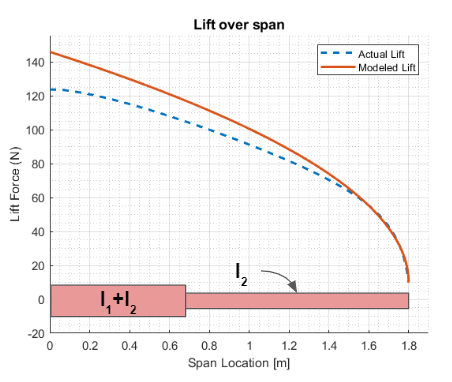 Lift over span
Actual Lift
Modeled Lift
140
120
100
80
60
40
20
0
-20
Lift Force (N)
I₁+I₂
I₂
0 0.2 0.4 0.6 0.8 1 1.2 1.4 1.6 1.8
Span Location [m]